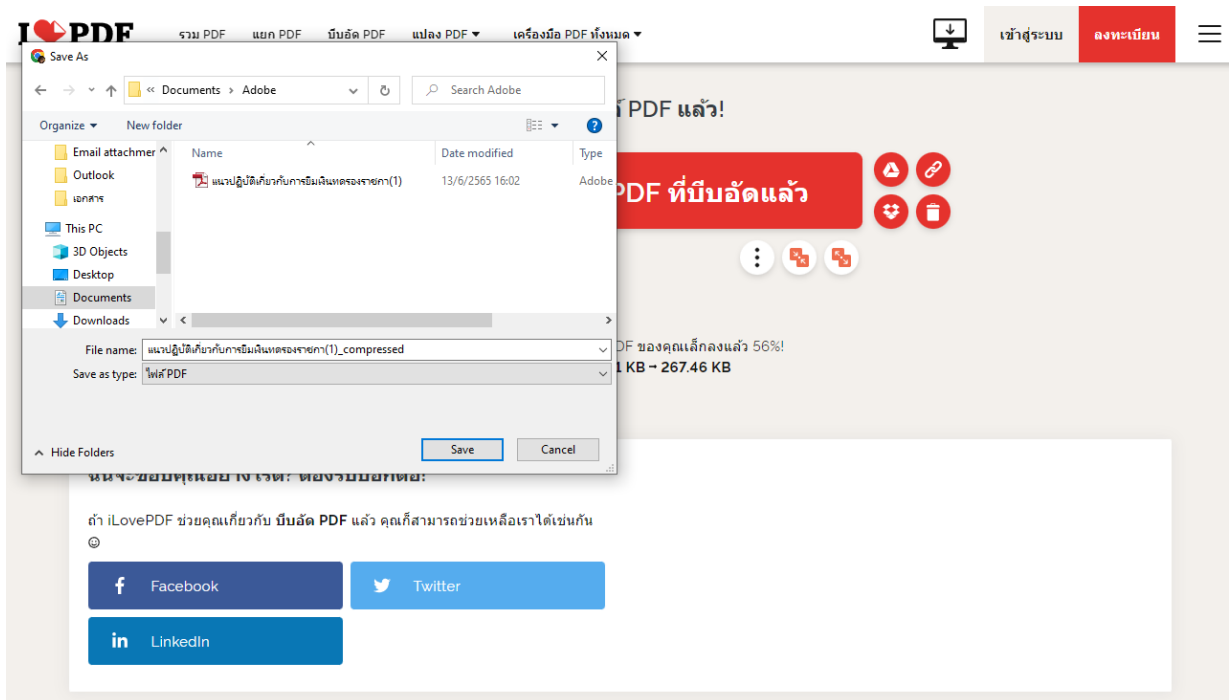 I PDF
รวม PDF แยก PDF บีบอัด PDF แปลง PDF เครื่องมือ PDF ทั้งหมด เข้าสู่ระบบ ลงทะเบียน
Save As
« Documents › Adobe
Search Adobe
Organize New folder
Email attachmer
Outlook
เอกสาร
This PC
3D Objects
Desktop
Documents
Downloads
Name Date modified Type
แนวปฏิบัติเกี่ยวกับการยืมเงินทดรองราชกา(1) 13/6/2565 16:02 Adobe
File name: แนวปฏิบัติเกี่ยวกับการยืมเงินทดรองราชกา(1)_compressed
Save as type: ไฟล์ PDF
Hide Folders Save Cancel
PDF แล้ว!
PDF ที่บีบอัดแล้ว
PDF ของคุณเล็กลงแล้ว 56%!
1 KB → 267.46 KB
ถ้า iLovePDF ช่วยคุณเกี่ยวกับ บีบอัด PDF แล้ว คุณก็สามารถช่วยเหลือเราได้เช่นกัน
☺
Facebook
Twitter
LinkedIn